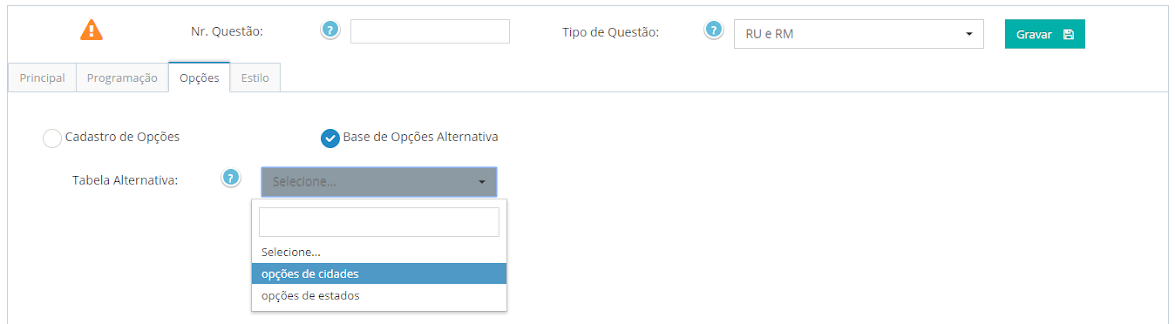 Nr. Questão: ? Tipo de Questão: ? RU e RM Gravar
Principal Programação Opções Estilo
Cadastro de Opções Base de Opções Alternativa
Tabela Alternativa: ? Selecione...
Selecione...
opções de cidades
opções de estados